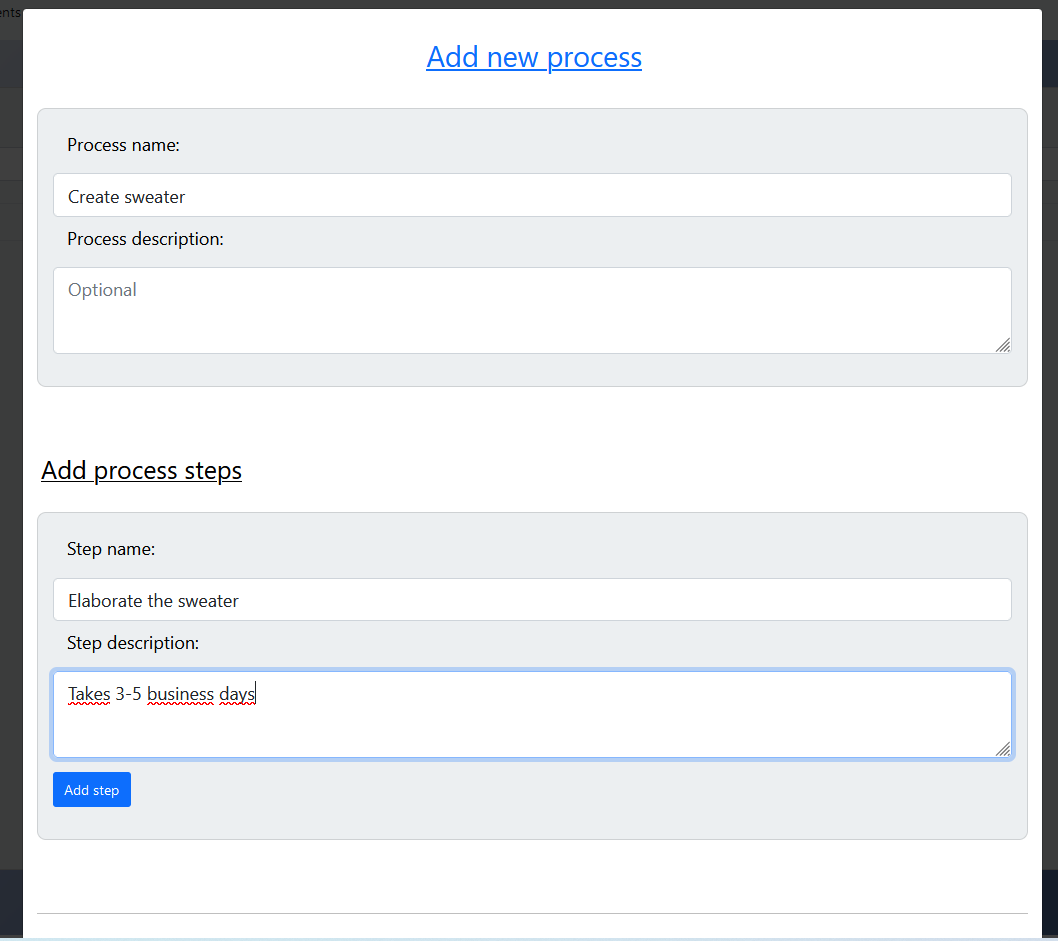 Add new process
Process name:
Create sweater
Process description:
Optional
Add process steps
Step name:
Elaborate the sweater
Step description:
Takes 3-5 business days
Add step